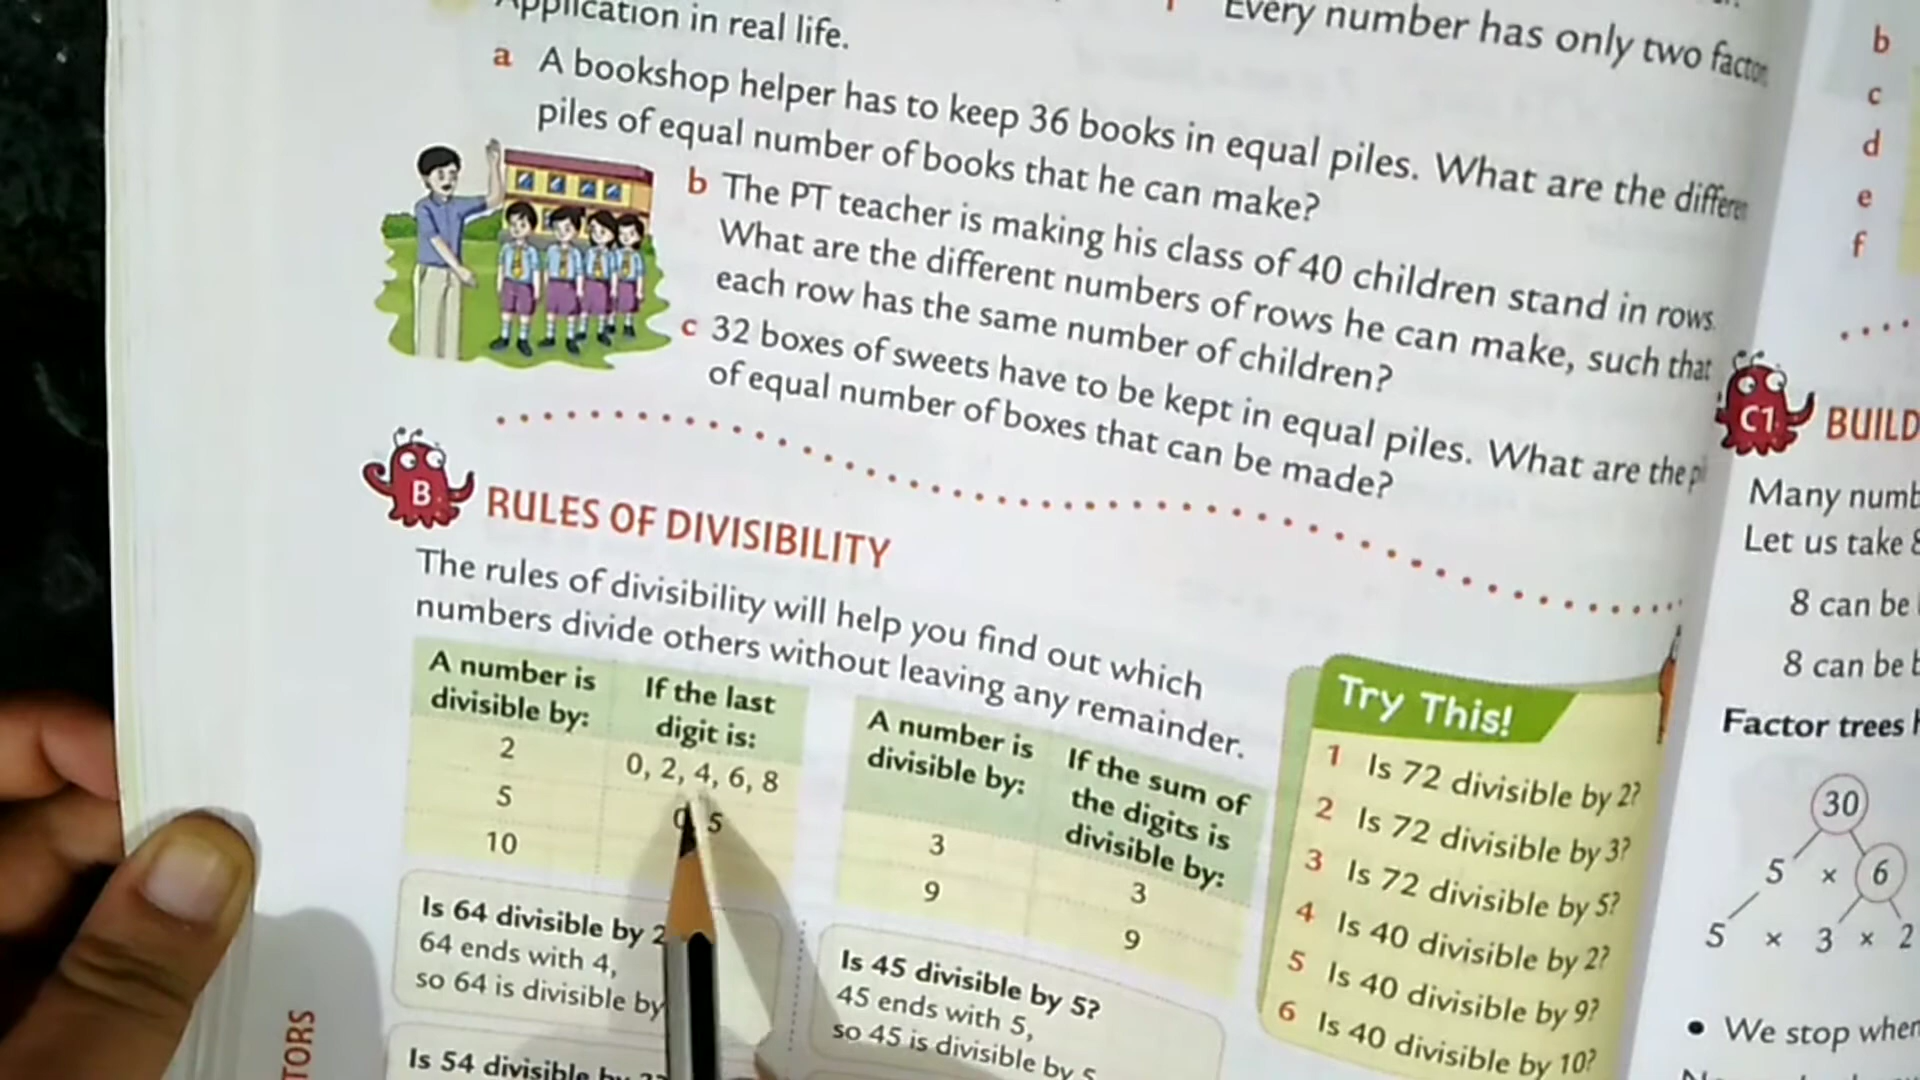 Application in real life.
a A bookshop helper has to keep 36 books in equal piles. What are the different
piles of equal number of books that he can make?
b The PT teacher is making his class of 40 children stand in rows.
What are the different numbers of rows he can make, such that
each row has the same number of children?
c 32 boxes of sweets have to be kept in equal piles. What are the
of equal number of boxes that can be made?
Every number has only two factors
B RULES OF DIVISIBILITY
The rules of divisibility will help you find out which
numbers divide others without leaving any remainder.
A number is
divisible by:
If the last
digit is:
2
0, 2, 4, 6, 8
5
0, 5
10
A number is
divisible by:
If the sum of
the digits is
divisible by:
3
3
9
9
Is 64 divisible by 2
64 ends with 4,
so 64 is divisible by
Is 54 divisible by
Is 45 divisible by 5?
45 ends with 5,
so 45 is divisible by 5
Try This!
1 Is 72 divisible by 2?
2 Is 72 divisible by 3?
3 Is 72 divisible by 5?
4 Is 40 divisible by 2?
5 Is 40 divisible by 9?
6 Is 40 divisible by 10?
TORS
b
c
d
e
f
C1 BUILD
Many numb
Let us take 8
8 can be
8 can be b
Factor trees h
30
5 × 6
5 × 3 × 2
• We stop when